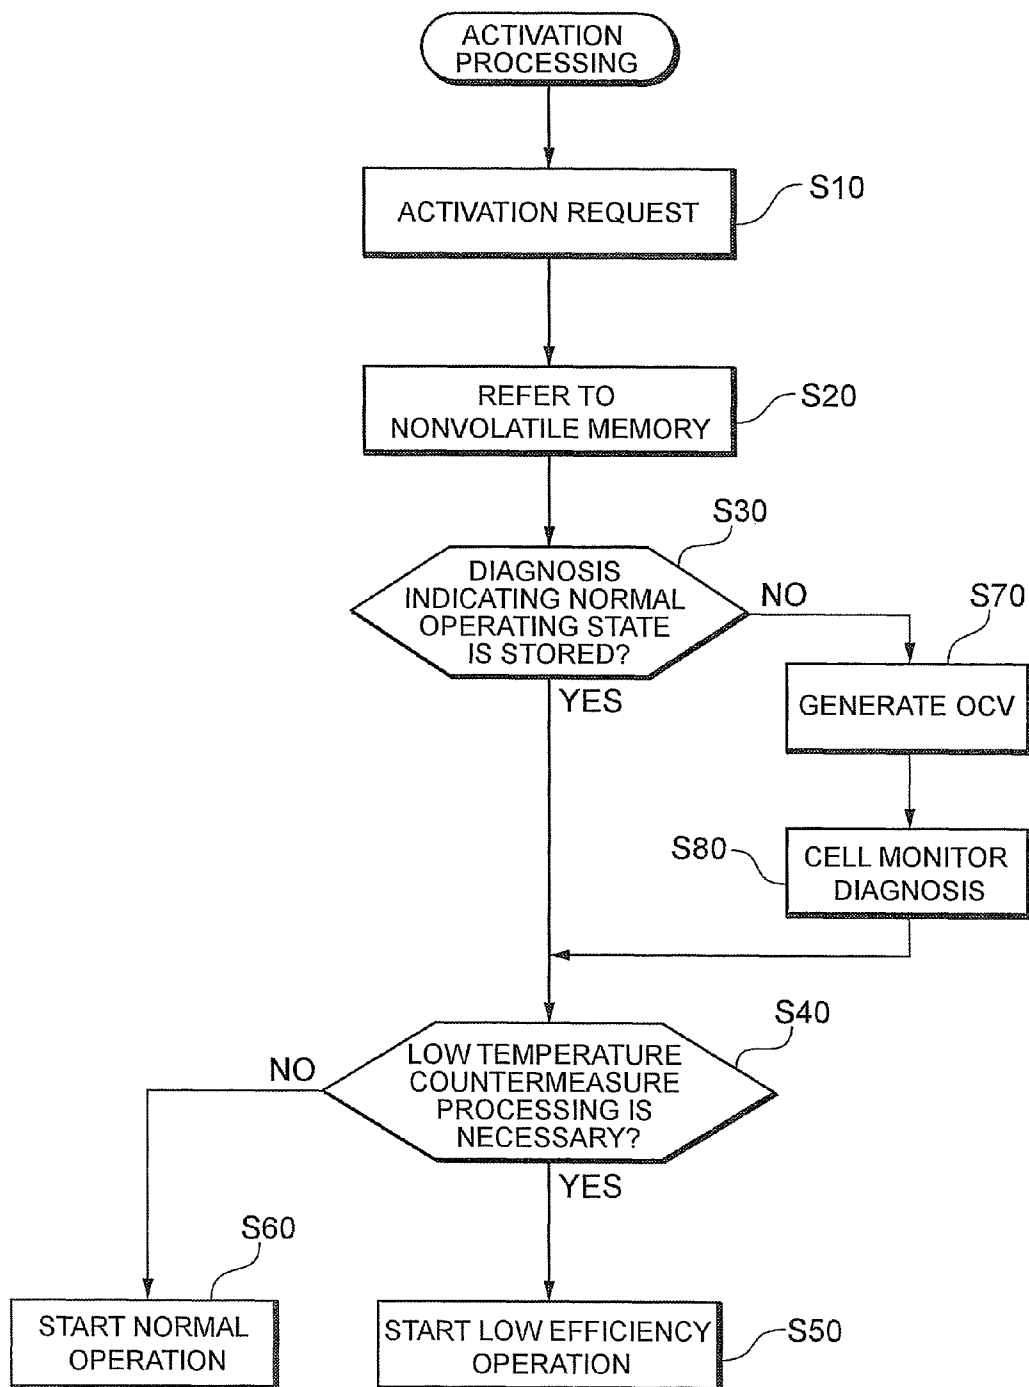 ACTIVATION
PROCESSING
ACTIVATION REQUEST
S10
REFER TO
NONVOLATILE MEMORY
S20
S30
DIAGNOSIS
INDICATING NORMAL
OPERATING STATE
IS STORED?
NO
YES
S70
GENERATE OCV
S80
CELL MONITOR
DIAGNOSIS
S40
LOW TEMPERATURE
COUNTERMEASURE
PROCESSING IS
NECESSARY?
NO
YES
S60
START NORMAL
OPERATION
START LOW EFFICIENCY
OPERATION
S50